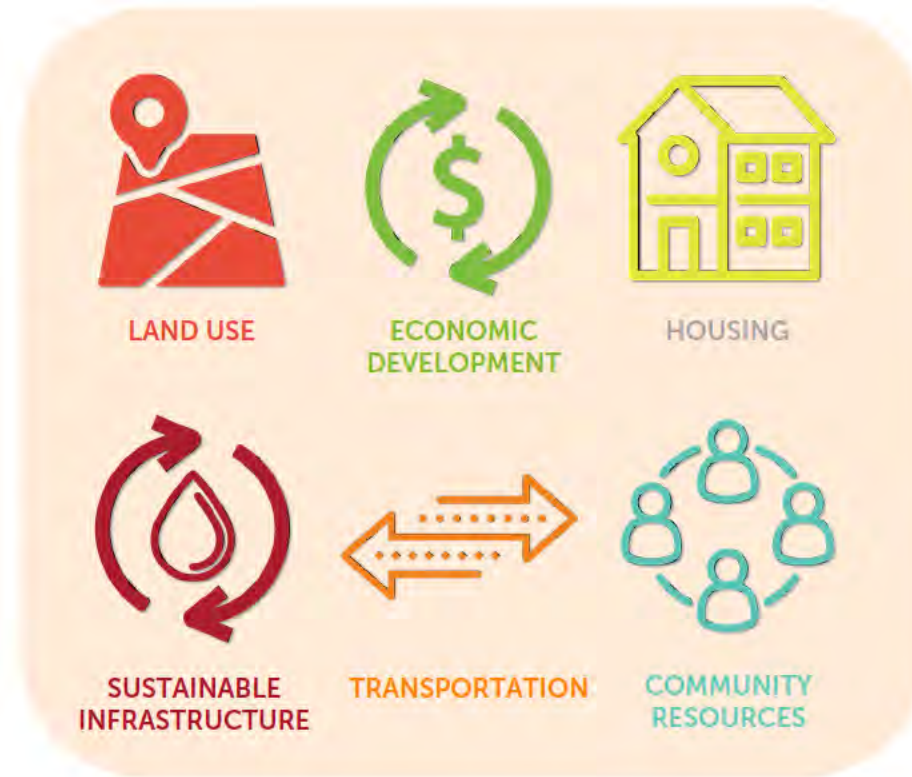 LAND USE
ECONOMIC
DEVELOPMENT
HOUSING
SUSTAINABLE
INFRASTRUCTURE
TRANSPORTATION
COMMUNITY
RESOURCES